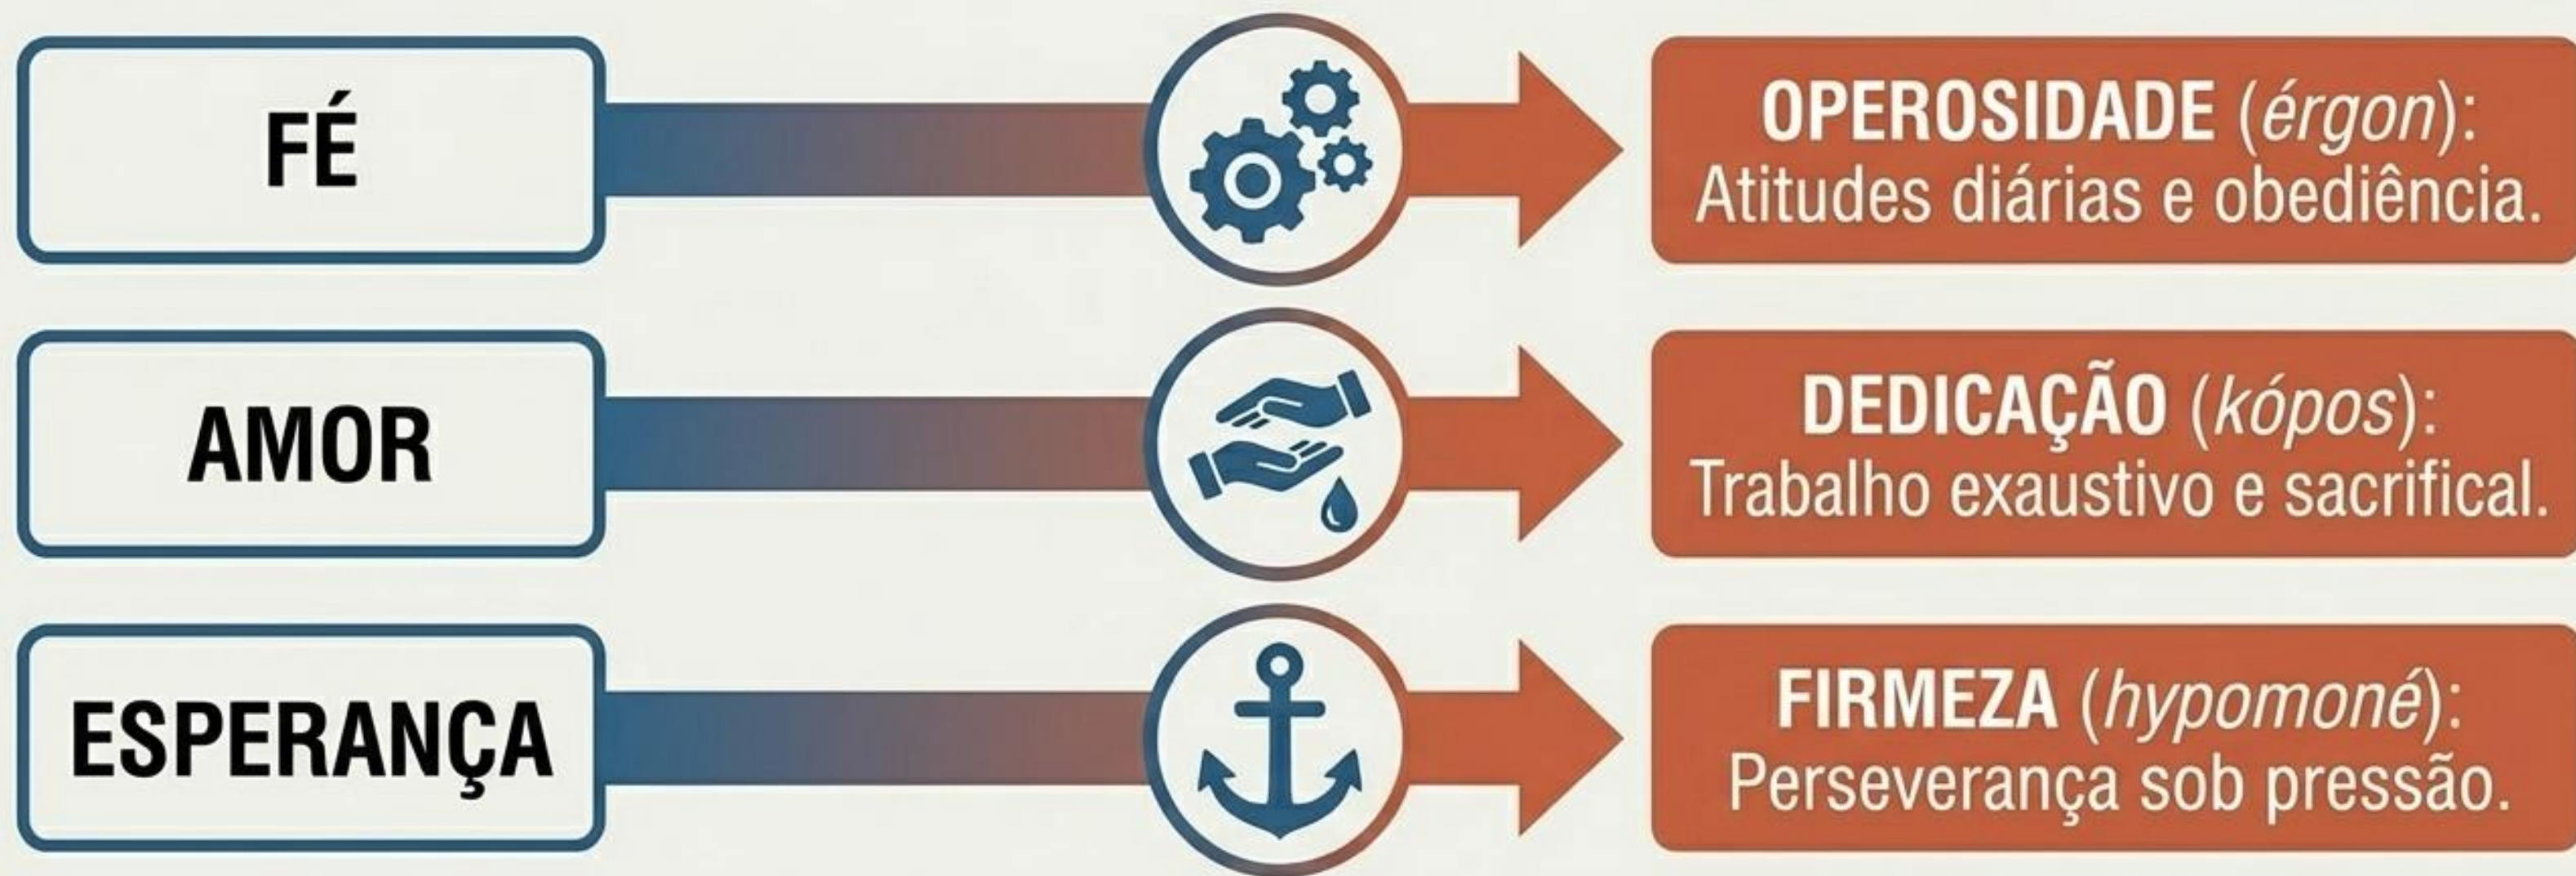 FÉ
OPEROSIDADE (érgon):
Atitudes diárias e obediência.
AMOR
DEDICAÇÃO (kópos):
Trabalho exaustivo e sacrifical.
ESPERANÇA
FIRMEZA (hypomoné):
Perseverança sob pressão.